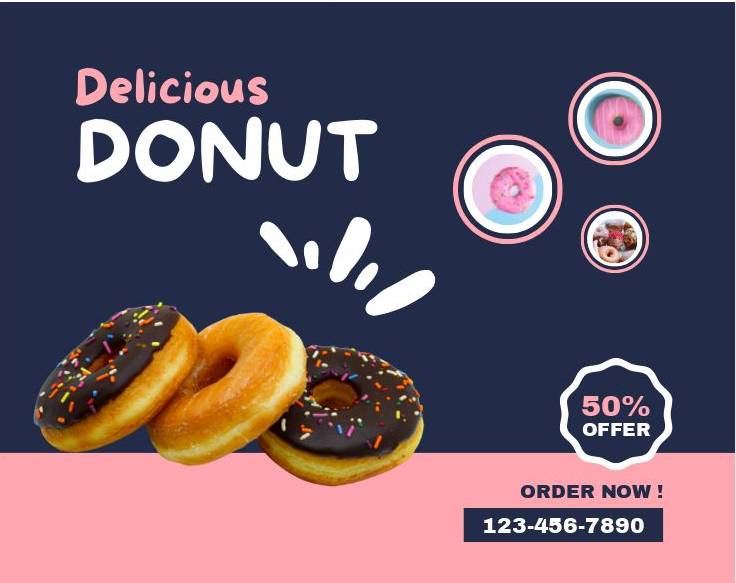 Delicious
DONUT
50%
OFFER
ORDER NOW !
123-456-7890